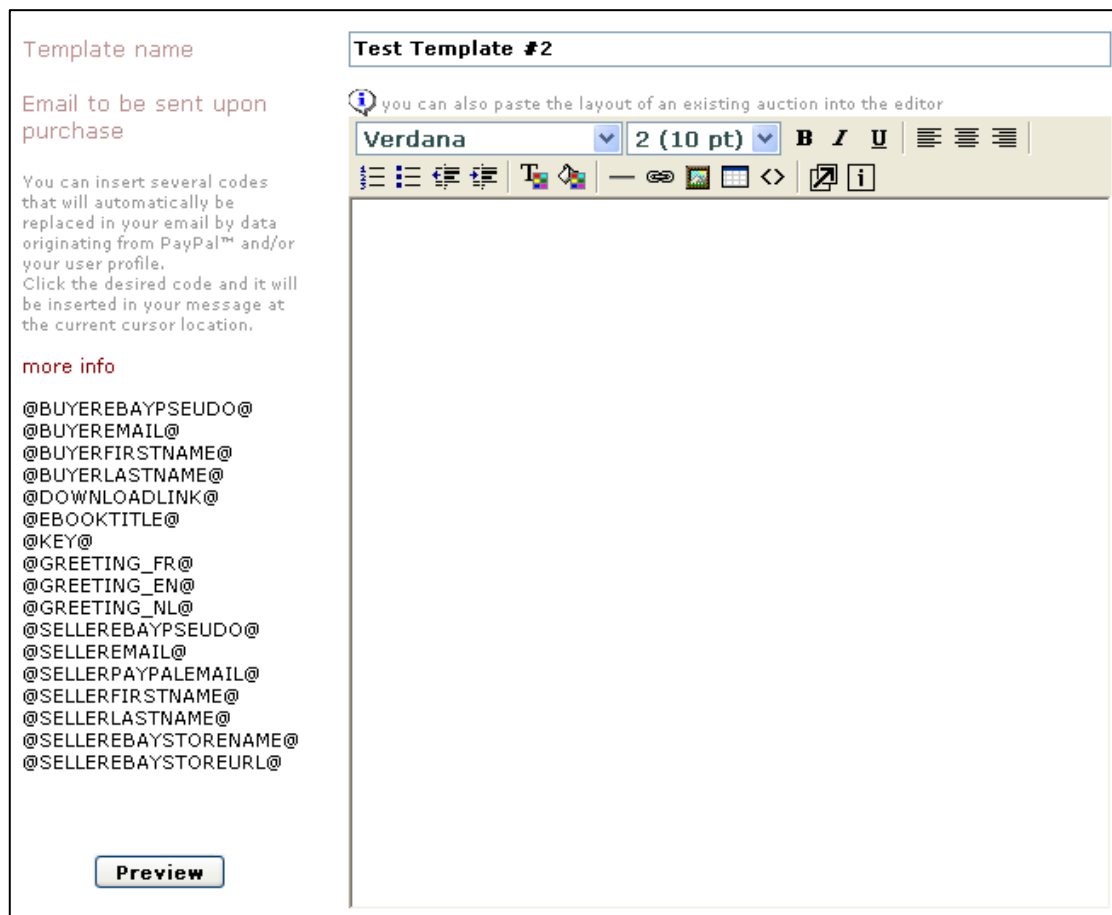 Template name
Test Template #2
Email to be sent upon
purchase
you can also paste the layout of an existing auction into the editor
Verdana
2 (10 pt)
B I U
You can insert several codes
that will automatically be
replaced in your email by data
originating from PayPal™ and/or
your user profile.
Click the desired code and it will
be inserted in your message at
the current cursor location.
more info
@BUYEREBAYPSEUDO@
@BUYEREMAIL@
@BUYERFIRSTNAME@
@BUYERLASTNAME@
@DOWNLOADLINK@
@EBOOKTITLE@
@KEY@
@GREETING_FR@
@GREETING_EN@
@GREETING_NL@
@SELLEREBAYPSEUDO@
@SELLEREMAIL@
@SELLERPAYPALEMAIL@
@SELLERFIRSTNAME@
@SELLERLASTNAME@
@SELLEREBAYSTORENAME@
@SELLEREBAYSTOREURL@
Preview